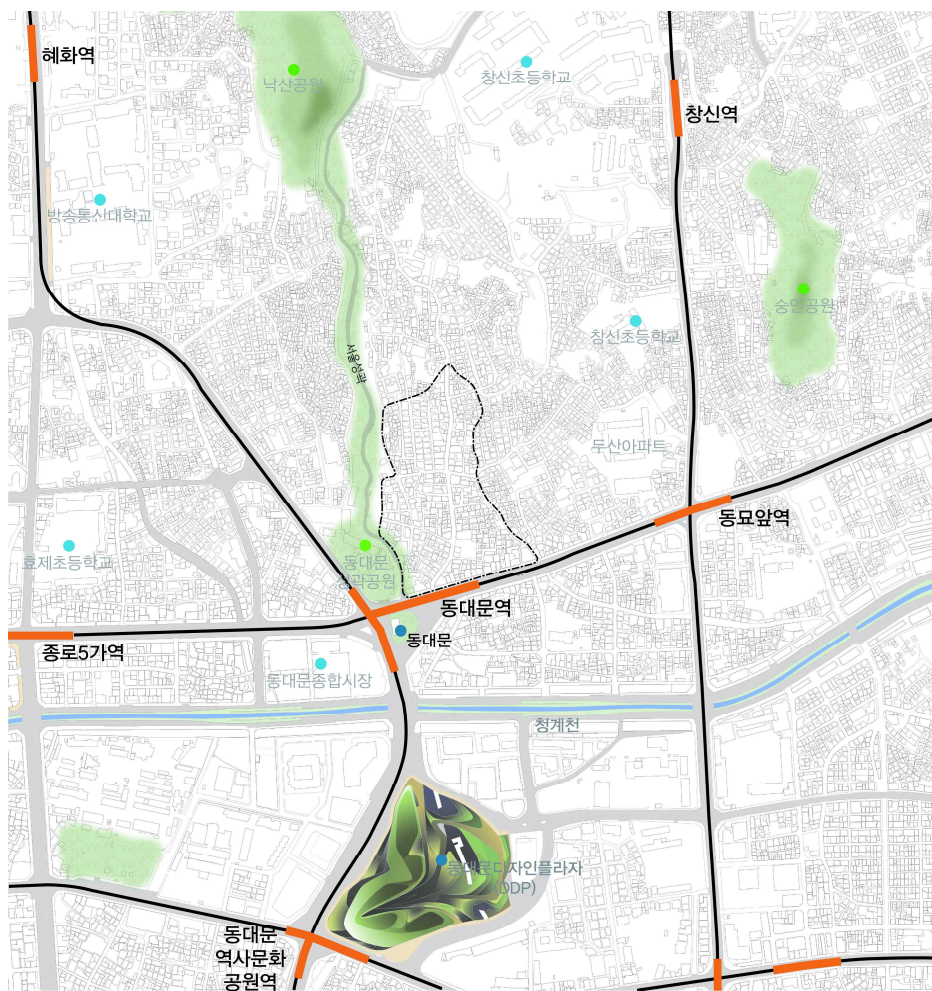 혜화역
낙산공원
창신초등학교
창신역
방송통신대학교
숭인공원
창신초등학교
서울성곽
두산아파트
동묘앞역
효제초등학교
동대문
성곽공원
동대문역
동대문
종로5가역
동대문종합시장
청계천
동대문디자인플라자
(DDP)
동대문
역사문화
공원역